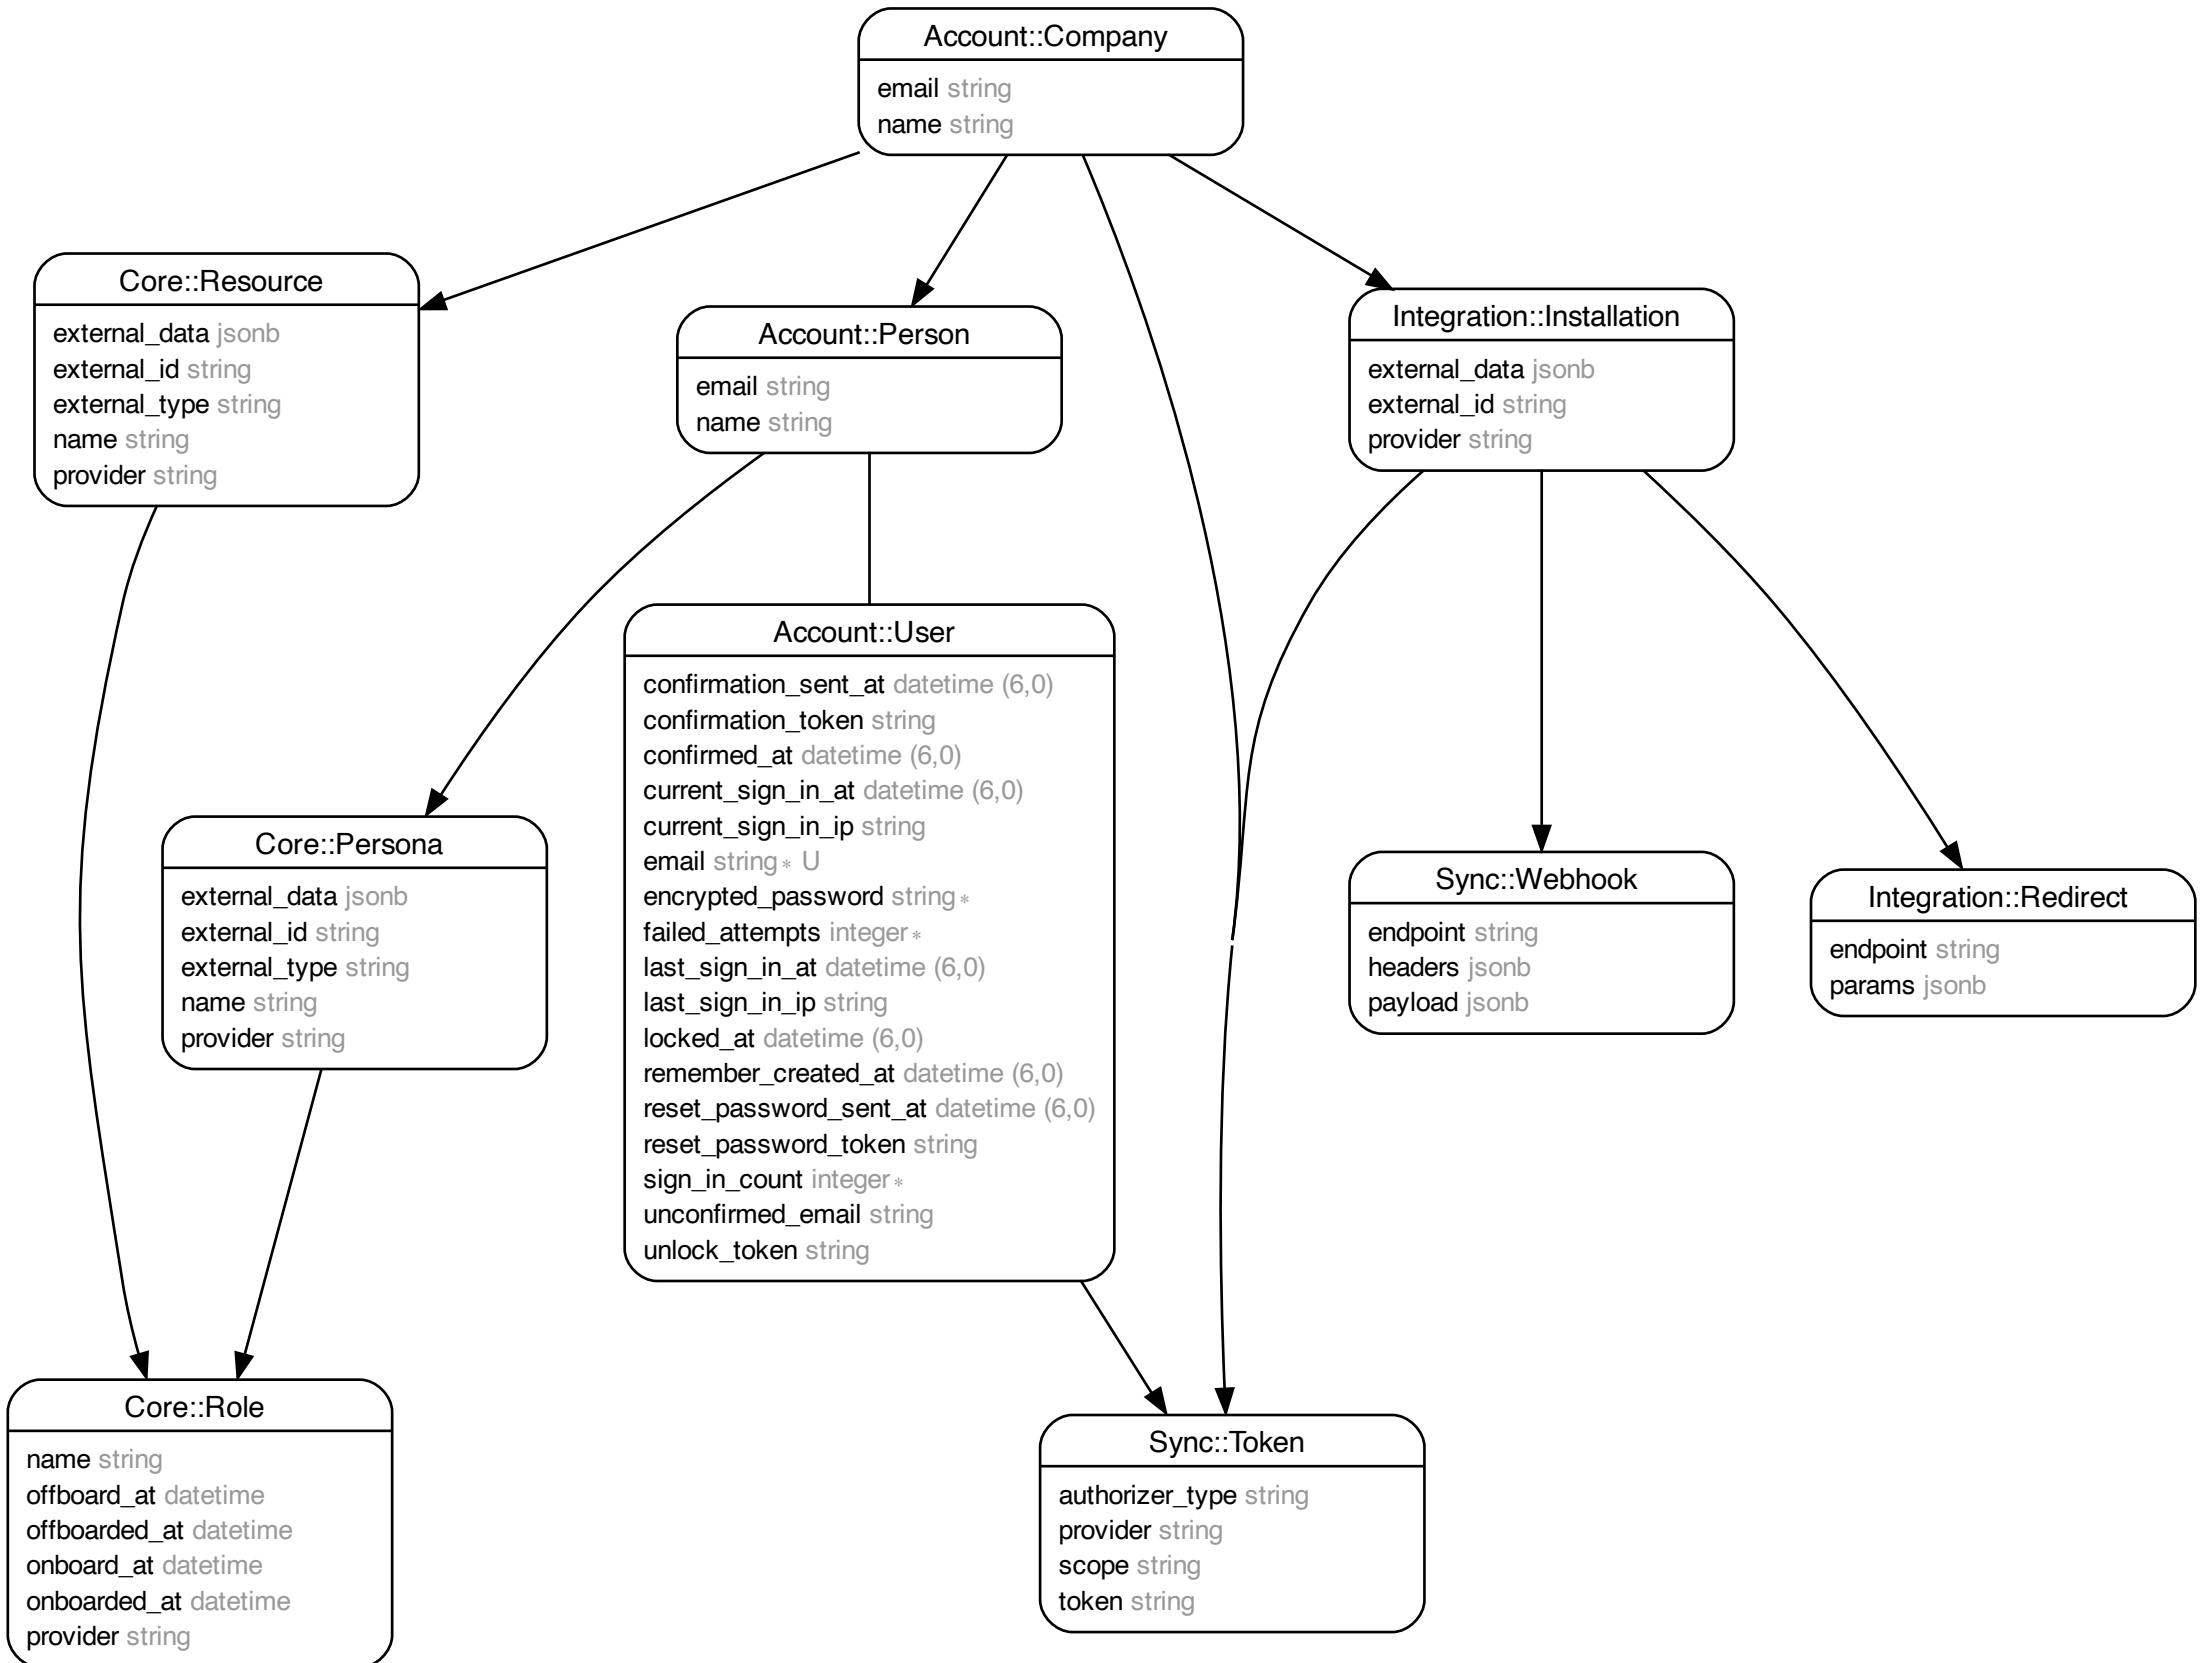 Account::Company
email string
name string
Core::Resource
external_data jsonb
external_id string
external_type string
name string
provider string
Account::Person
email string
name string
Integration::Installation
external_data jsonb
external_id string
provider string
Account::User
confirmation_sent_at datetime (6,0)
confirmation_token string
confirmed_at datetime (6,0)
current_sign_in_at datetime (6,0)
current_sign_in_ip string
email string* U
encrypted_password string*
failed_attempts integer*
last_sign_in_at datetime (6,0)
last_sign_in_ip string
locked_at datetime (6,0)
remember_created_at datetime (6,0)
reset_password_sent_at datetime (6,0)
reset_password_token string
sign_in_count integer*
unconfirmed_email string
unlock_token string
Core::Persona
external_data jsonb
external_id string
external_type string
name string
provider string
Sync::Webhook
endpoint string
headers jsonb
payload jsonb
Integration::Redirect
endpoint string
params jsonb
Core::Role
name string
offboard_at datetime
offboarded_at datetime
onboard_at datetime
onboarded_at datetime
provider string
Sync::Token
authorizer_type string
provider string
scope string
token string